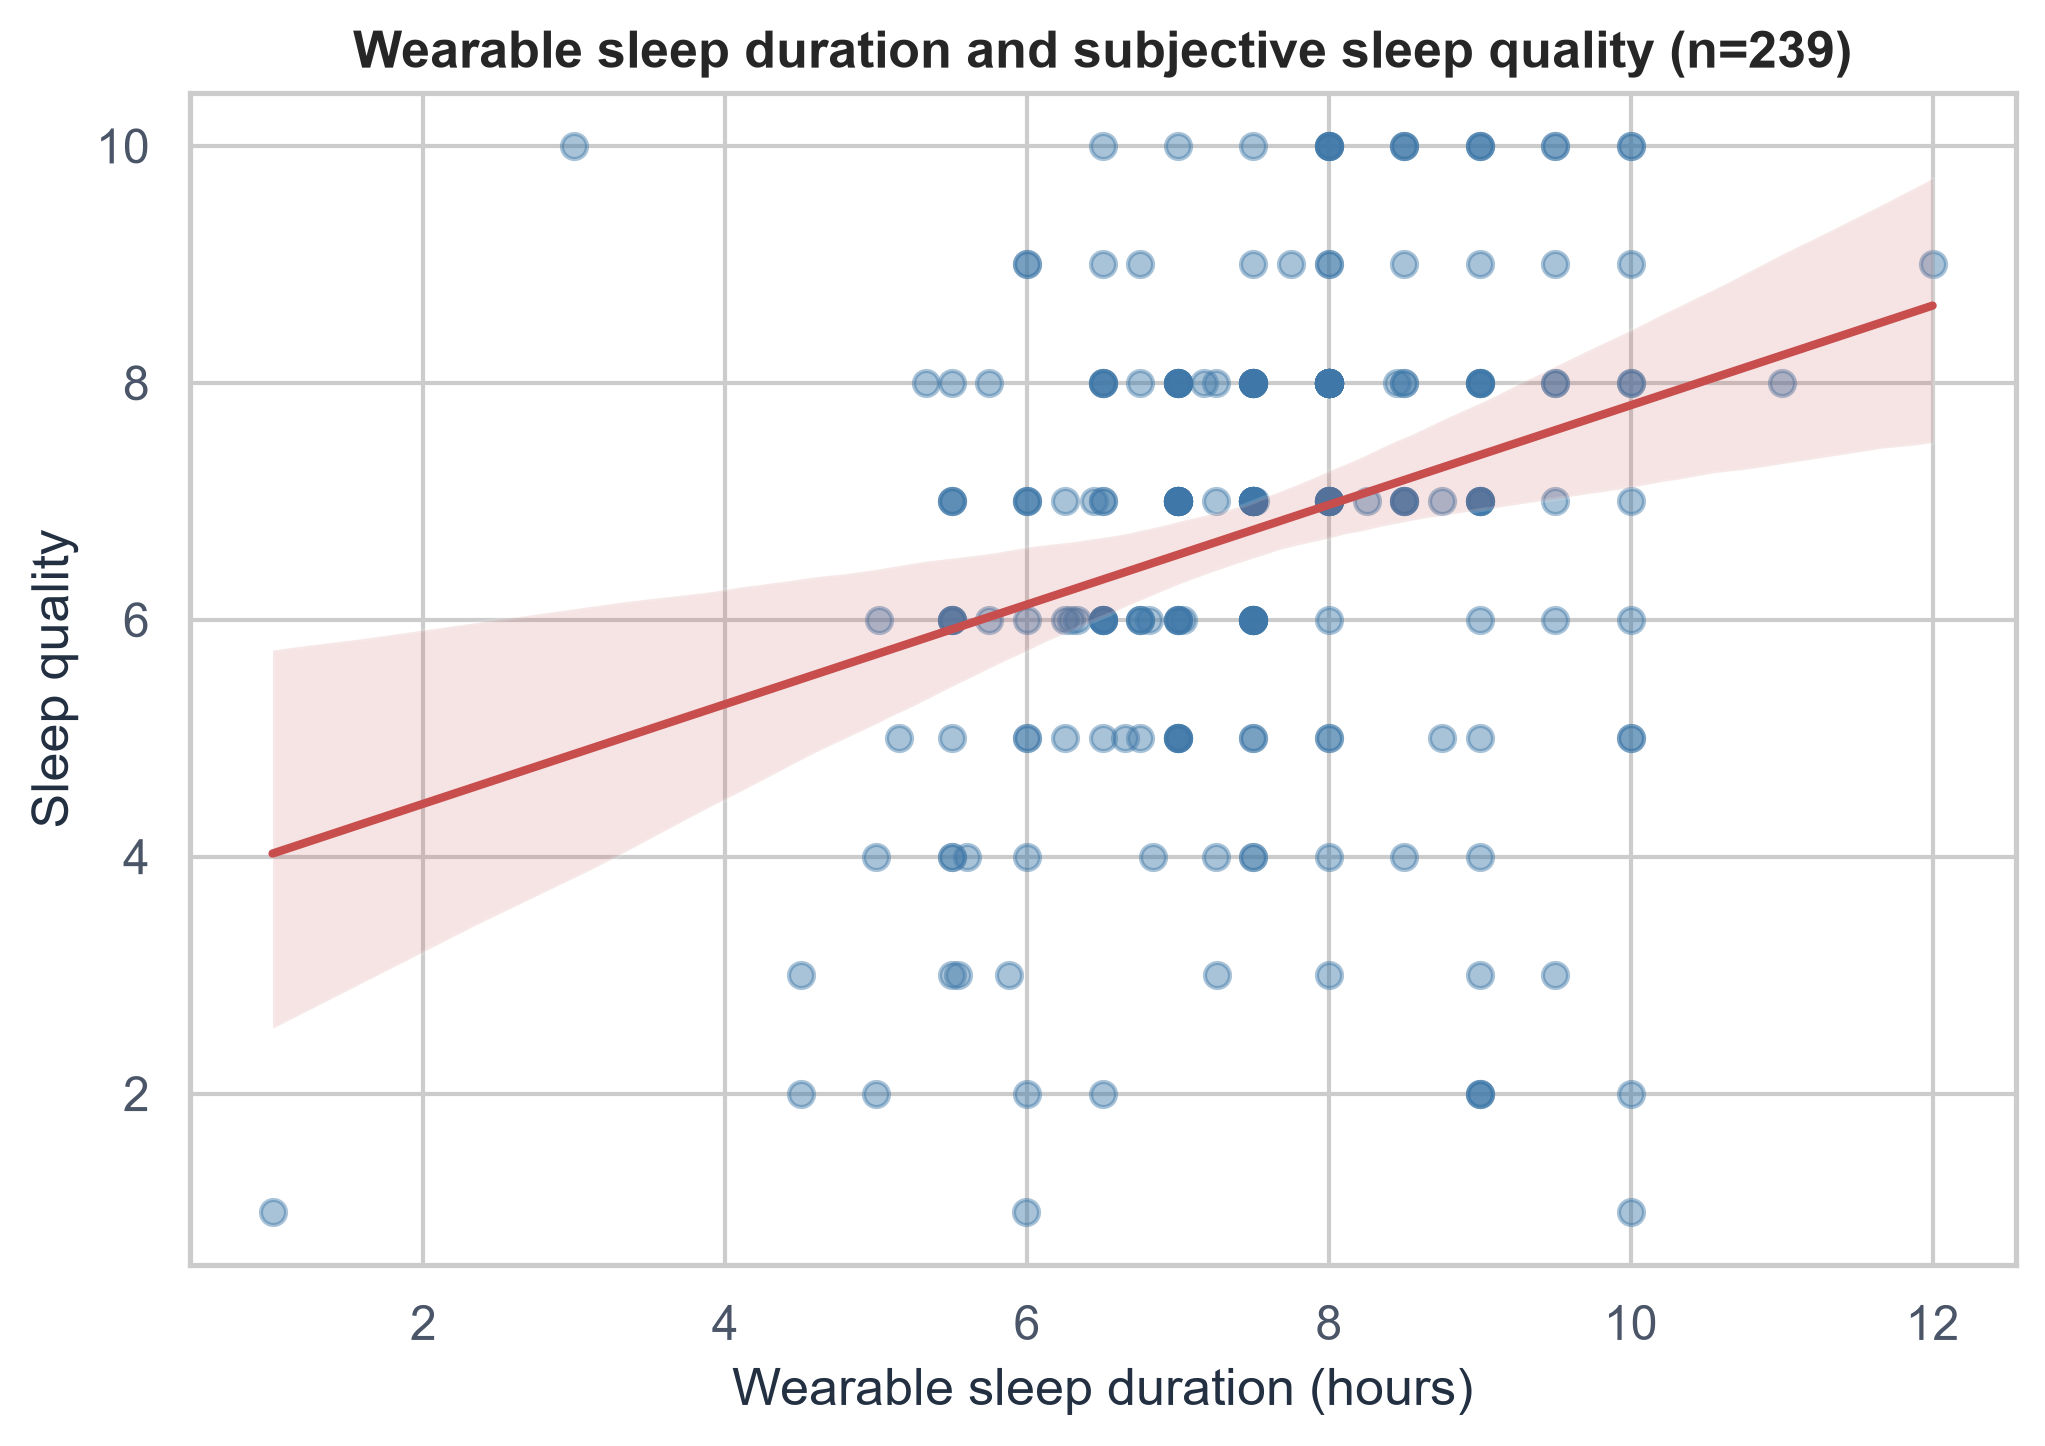 Wearable sleep duration and subjective sleep quality (n=239)
10
8
6
4
2
Sleep quality
2 4 6 8 10 12
Wearable sleep duration (hours)